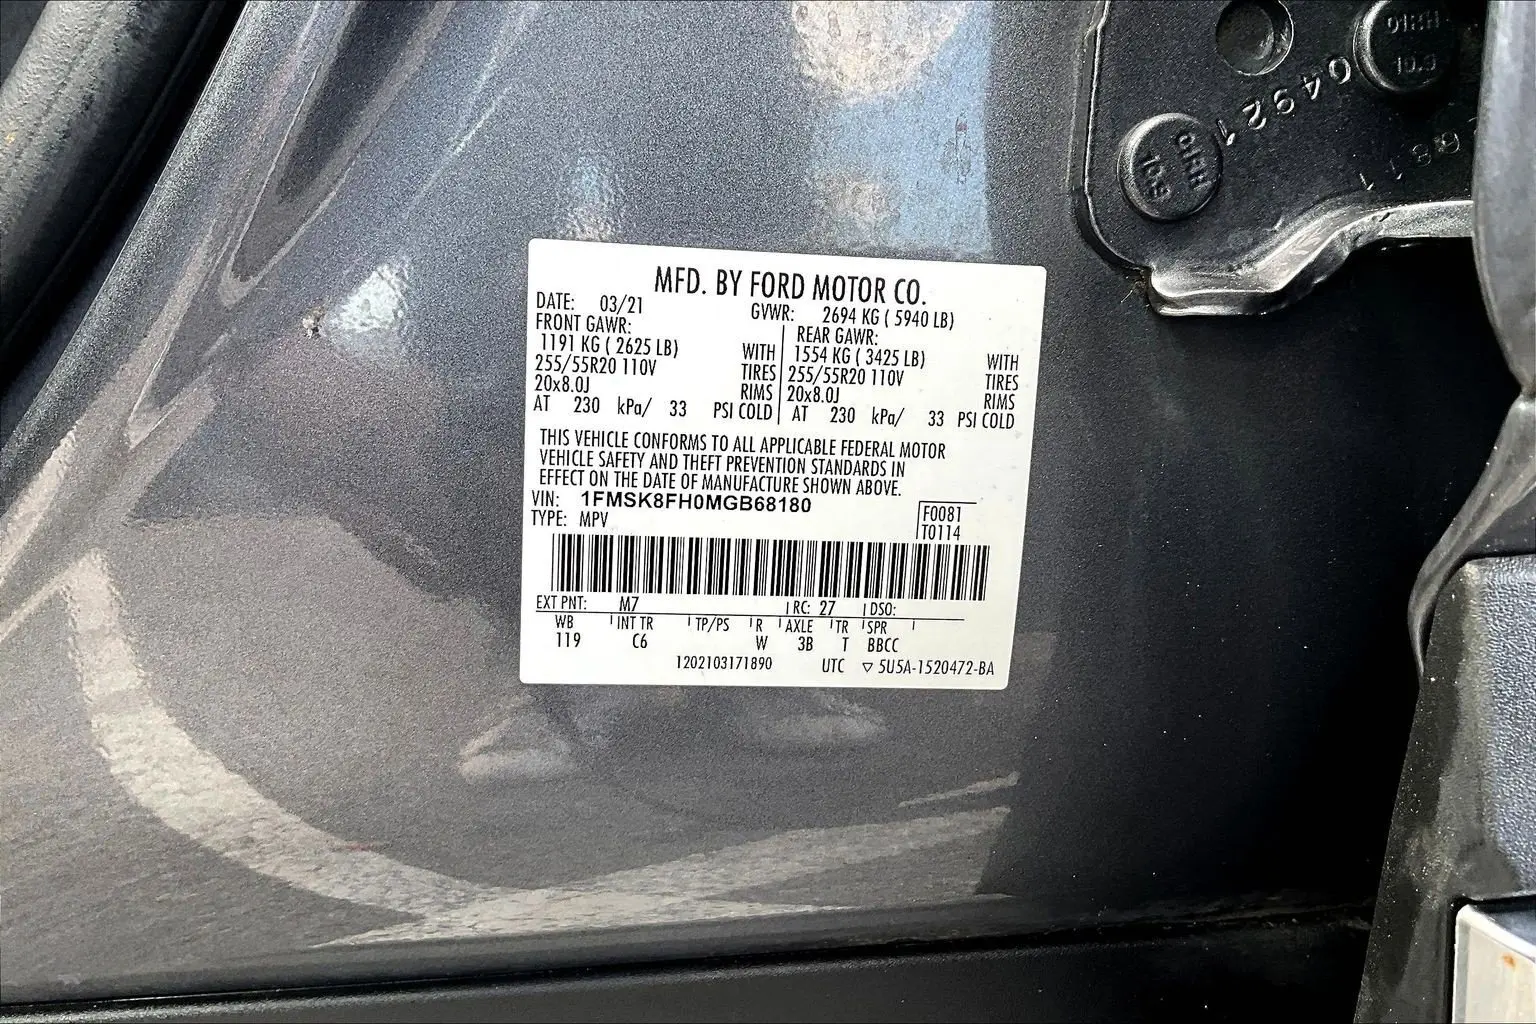 MFD. BY FORD MOTOR CO.
DATE: 03/21 GVWR: 2694 KG ( 5940 LB)
FRONT GAWR: REAR GAWR:
1191 KG ( 2625 LB) WITH 1554 KG ( 3425 LB) WITH
255/55R20 110V TIRES 255/55R20 110V TIRES
20x8.0J RIMS 20x8.0J RIMS
AT 230 kPa/ 33 PSI COLD AT 230 kPa/ 33 PSI COLD
THIS VEHICLE CONFORMS TO ALL APPLICABLE FEDERAL MOTOR
VEHICLE SAFETY AND THEFT PREVENTION STANDARDS IN
EFFECT ON THE DATE OF MANUFACTURE SHOWN ABOVE.
VIN: 1FMSK8FH0MGB68180
TYPE: MPV
F0081
T0114
EXT PNT: M7 RC: 27 DSO:
WB INT TR TP/PS R AXLE TR SPR
119 C6 W 3B T BBCC
1202103171890 UTC ▽ 5U5A-1520472-BA
10.9
HR10
04921